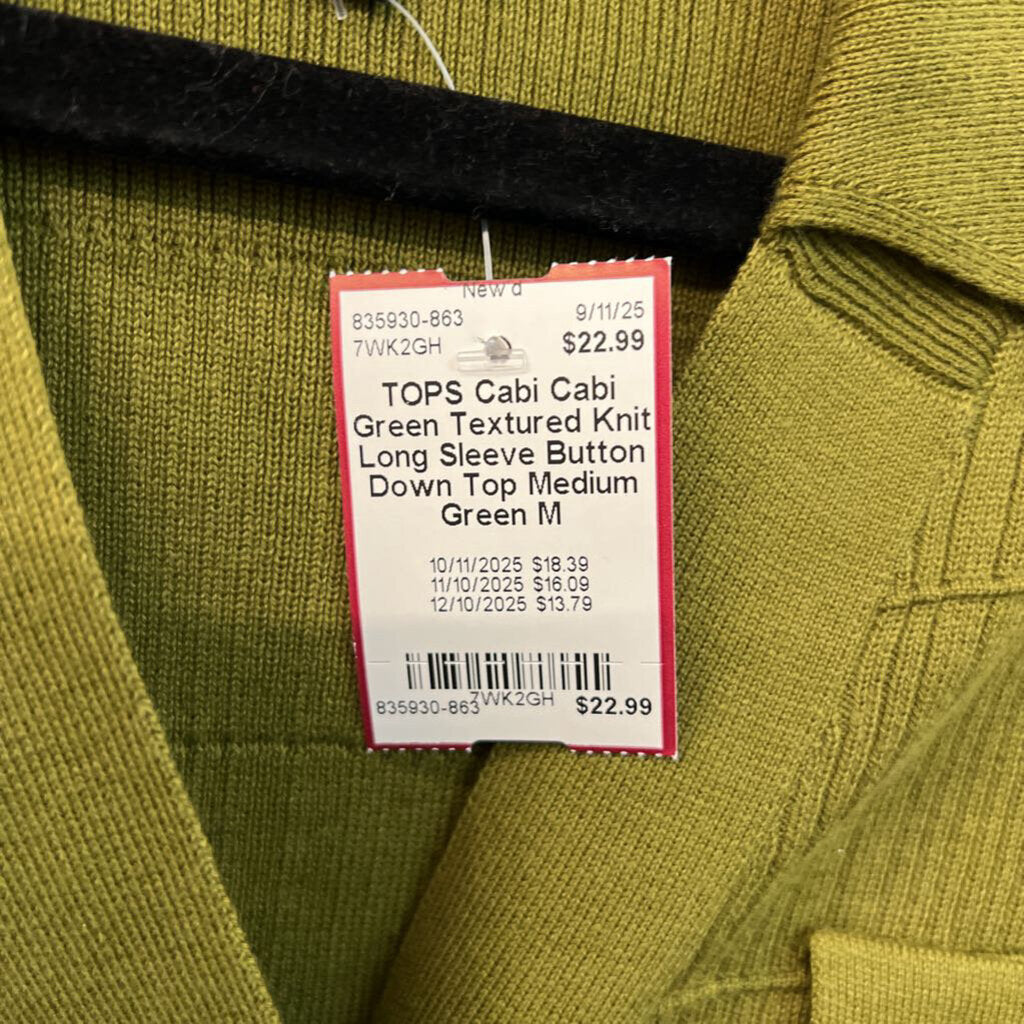 New'd
835930-863 9/11/25
7WK2GH $22.99
TOPS Cabi Cabi
Green Textured Knit
Long Sleeve Button
Down Top Medium
Green M
10/11/2025 $18.39
11/10/2025 $16.09
12/10/2025 $13.79
835930-863 7WK2GH $22.99